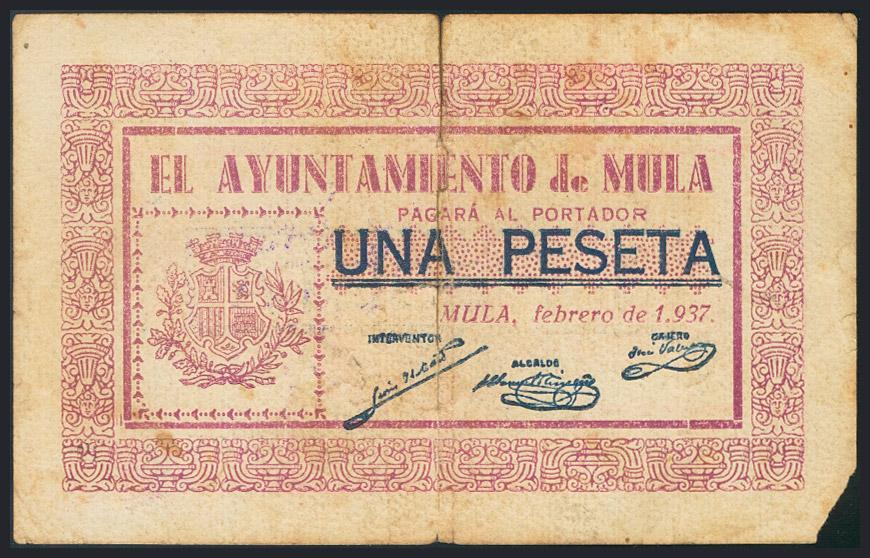 EL AYUNTAMIENTO de MULA
PAGARÁ AL PORTADOR
UNA PESETA
MULA, febrero de 1.937.
INTERVENTOR
ALCALDE
CAJERO